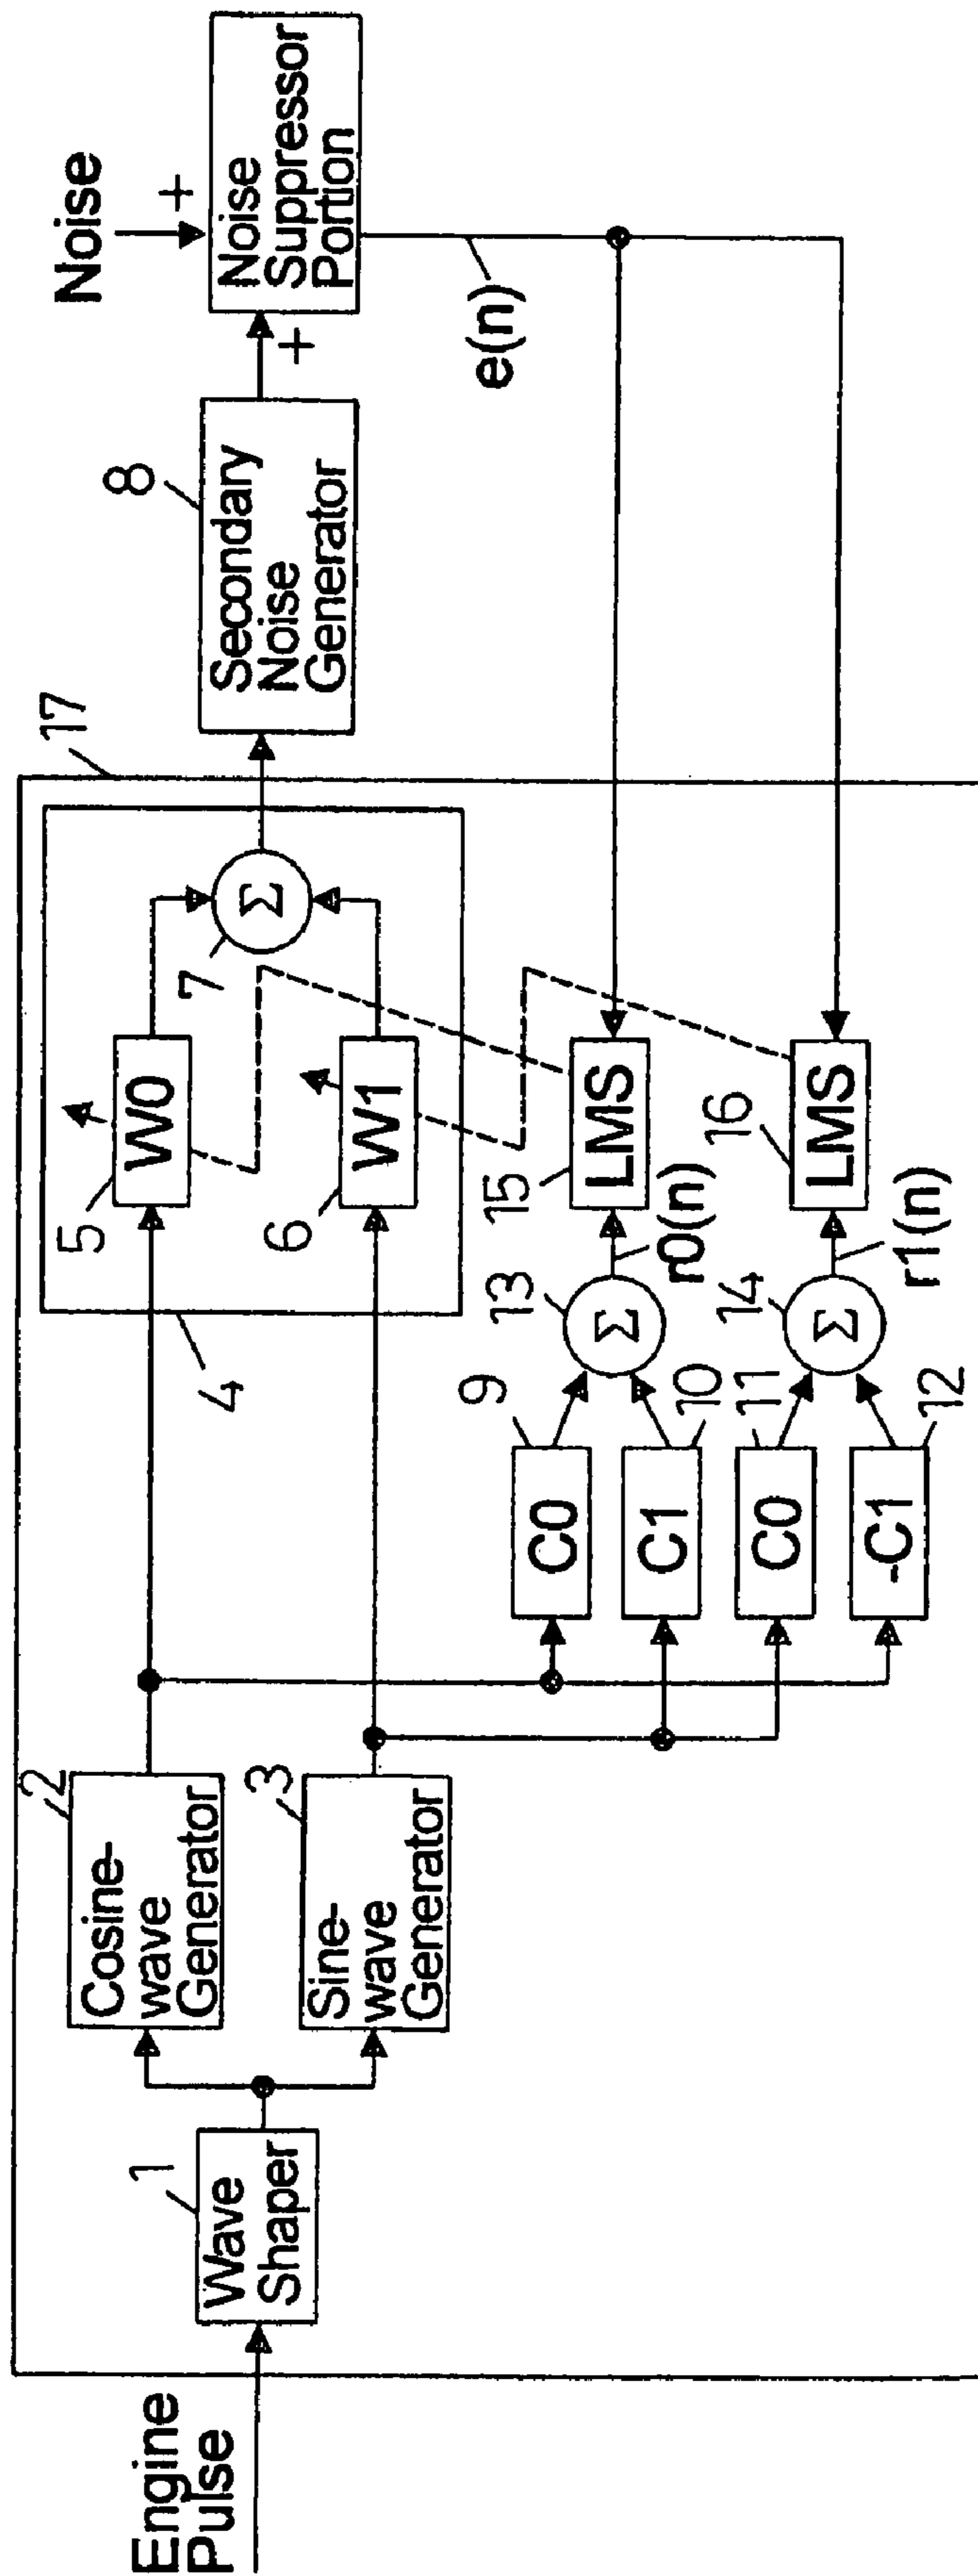 Engine
Pulse
1
Wave
Shaper
2
Cosine-
wave
Generator
3
Sine-
wave
Generator
4
5
W0
6
W1
7
Σ
17
8
Secondary
Noise
Generator
+
Noise
+
Noise
Suppressor
Portion
e(n)
9
C0
10
C1
11
C0
12
-C1
13
Σ
r0(n)
14
Σ
r1(n)
15
LMS
16
LMS